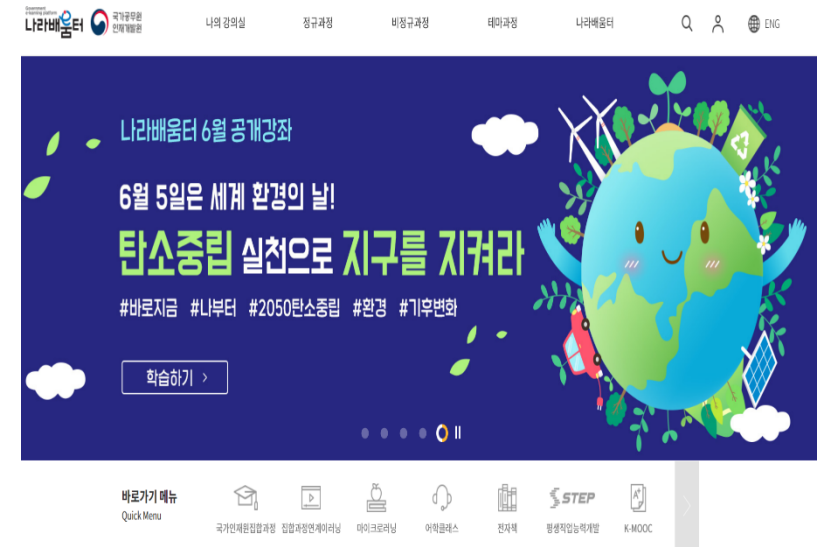 Government
e-learning platform
나라배움터
국가공무원
인재개발원
나의 강의실
정규과정
비정규과정
테마과정
나라배움터
ENG
나라배움터 6월 공개강좌
6월 5일은 세계 환경의 날!
탄소중립 실천으로 지구를 지켜라
#바로지금 #나부터 #2050탄소중립 #환경 #기후변화
학습하기 >
바로가기 메뉴
Quick Menu
국가인재원집합과정
집합과정연계이러닝
마이크로러닝
어학클래스
전자책
STEP
평생직업능력개발
A+
K-MOOC